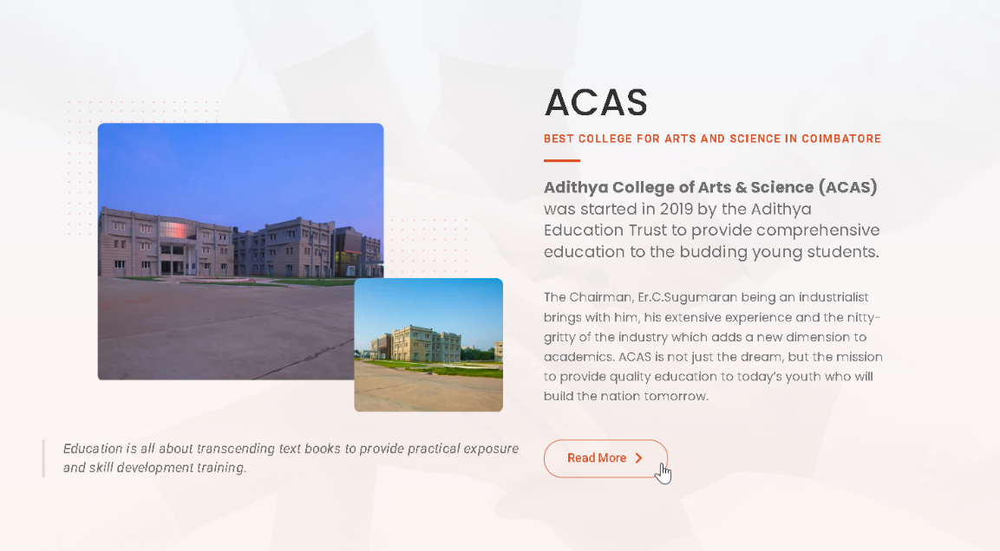 ACAS
BEST COLLEGE FOR ARTS AND SCIENCE IN COIMBATORE
Adithya College of Arts & Science (ACAS)
was started in 2019 by the Adithya
Education Trust to provide comprehensive
education to the budding young students.
The Chairman, Er.C.Sugumaran being an industrialist
brings with him, his extensive experience and the nitty-
gritty of the industry which adds a new dimension to
academics. ACAS is not just the dream, but the mission
to provide quality education to today's youth who will
build the nation tomorrow.
Education is all about transcending text books to provide practical exposure
and skill development training.
Read More